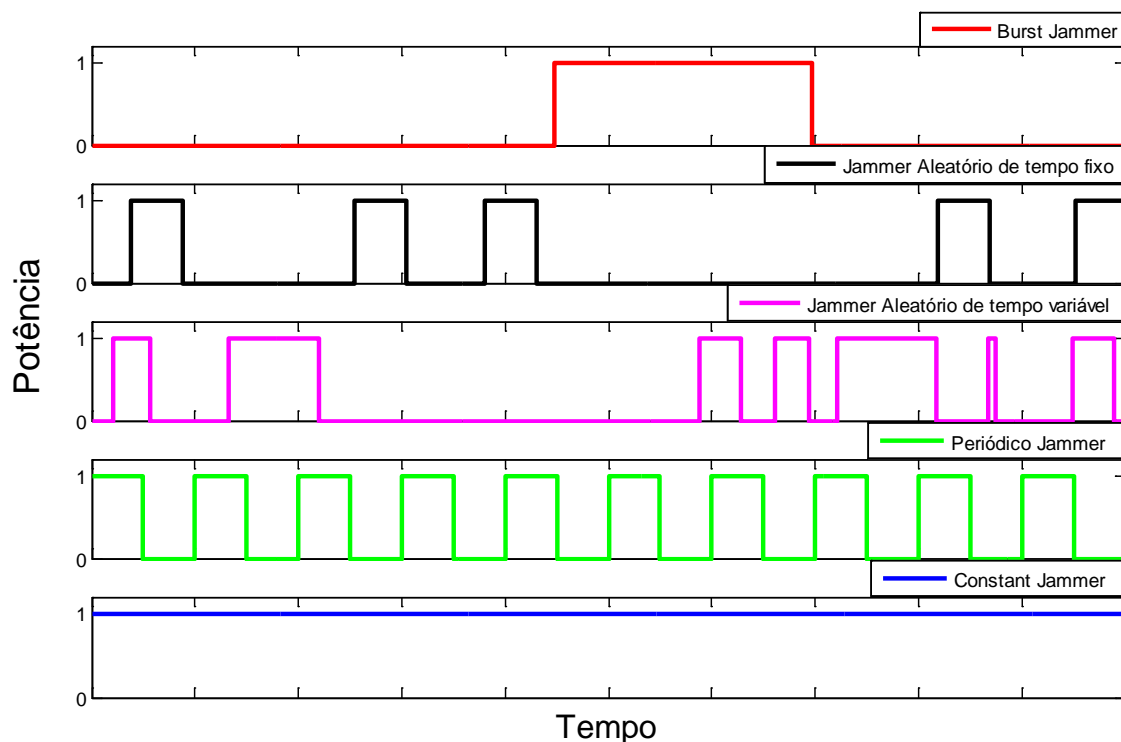 Burst Jammer
1
0
Jammer Aleatório de tempo fixo
1
0
Jammer Aleatório de tempo variável
1
0
Periódico Jammer
1
0
Constant Jammer
1
0
Potência
Tempo